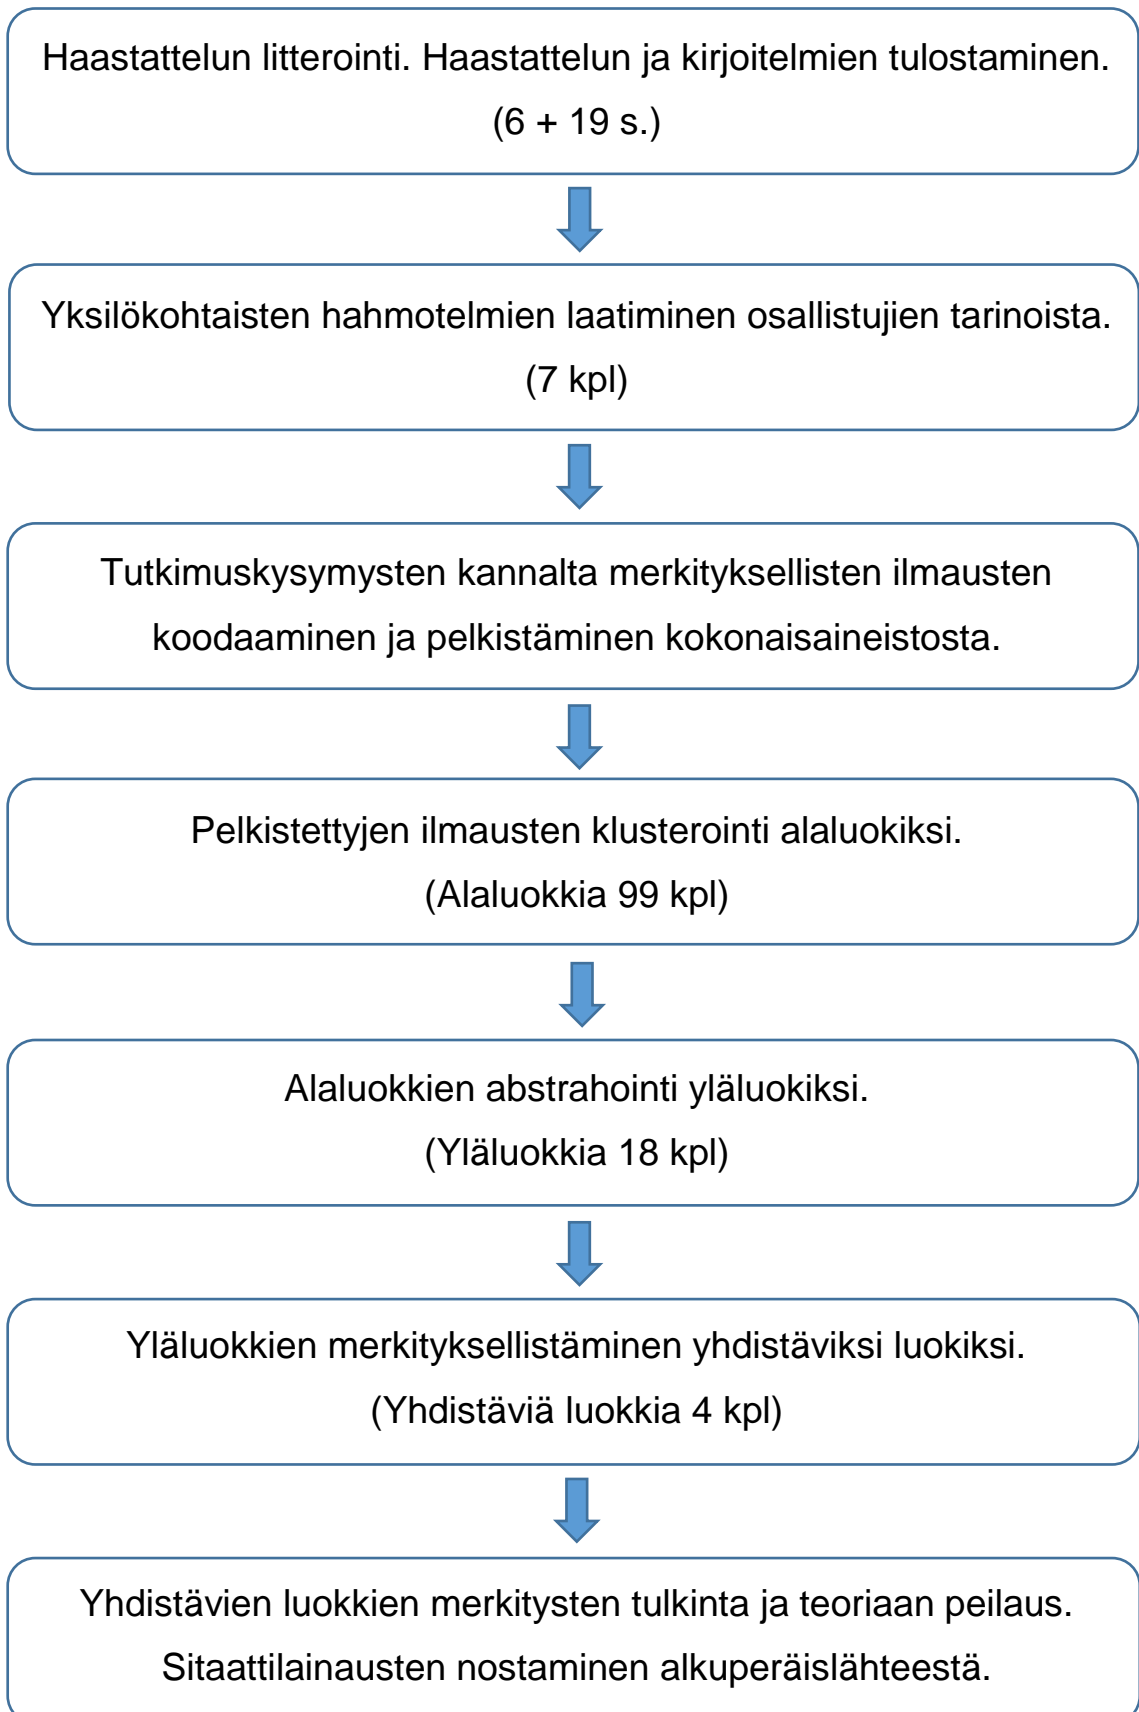 Haastattelun litterointi. Haastattelun ja kirjoitelmien tulostaminen.
(6 + 19 s.)
Yksilökohtaisten hahmotelmien laatiminen osallistujien tarinoista.
(7 kpl)
Tutkimuskysymysten kannalta merkityksellisten ilmausten
koodaaminen ja pelkistäminen kokonaisaineistosta.
Pelkistettyjen ilmausten klusterointi alaluokiksi.
(Alaluokkia 99 kpl)
Alaluokkien abstrahointi yläluokiksi.
(Yläluokkia 18 kpl)
Yläluokkien merkityksellistäminen yhdistäviksi luokiksi.
(Yhdistäviä luokkia 4 kpl)
Yhdistävien luokkien merkitysten tulkinta ja teoriaan peilaus.
Sitaattilainausten nostaminen alkuperäislähteestä.